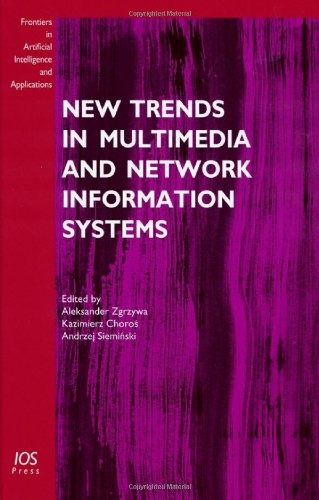 Frontiers in
Artificial
Intelligence and
Applications
NEW TRENDS
IN MULTIMEDIA
AND NETWORK
INFORMATION
SYSTEMS
Edited by
Aleksander Zgrzywa
Kazimierz Choroś
Andrzej Siemiński
IOS
Press